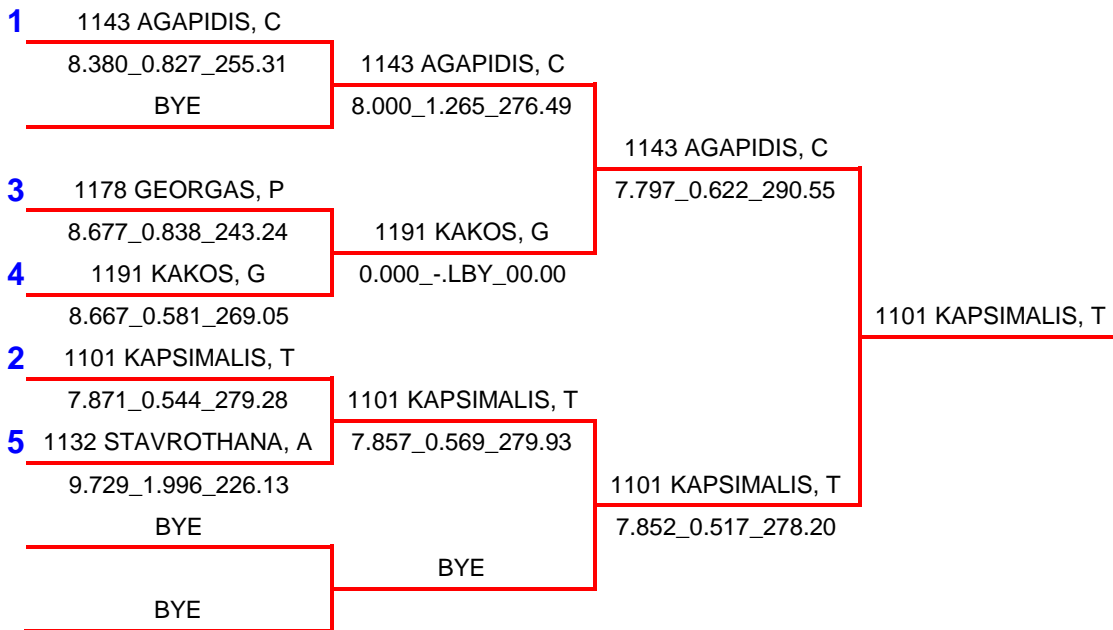 1 1143 AGAPIDIS, C
8.380_0.827_255.31
BYE
3 1178 GEORGAS, P
8.677_0.838_243.24
4 1191 KAKOS, G
8.667_0.581_269.05
2 1101 KAPSIMALIS, T
7.871_0.544_279.28
5 1132 STAVROTHANA, A
9.729_1.996_226.13
BYE
BYE
1143 AGAPIDIS, C
8.000_1.265_276.49
1191 KAKOS, G
0.000_-.LBY_00.00
1101 KAPSIMALIS, T
7.857_0.569_279.93
BYE
1143 AGAPIDIS, C
7.797_0.622_290.55
1101 KAPSIMALIS, T
7.852_0.517_278.20
1101 KAPSIMALIS, T